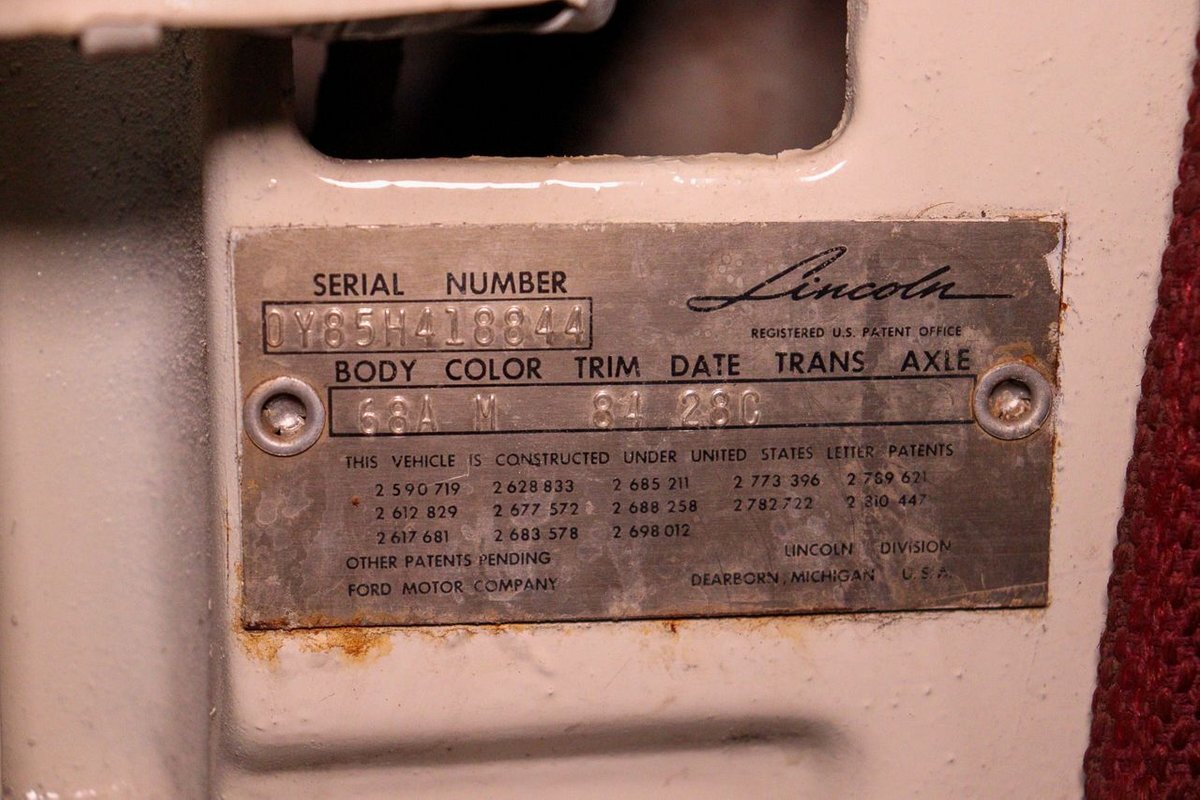 SERIAL NUMBER
0Y85H418844
Lincoln
REGISTERED U.S. PATENT OFFICE
BODY COLOR TRIM DATE TRANS AXLE
68A M 84 28C
THIS VEHICLE IS CONSTRUCTED UNDER UNITED STATES LETTER PATENTS
2 590 719 2 628 833 2 685 211 2 773 396 2 789 621
2 612 829 2 677 572 2 688 258 2 782 722 2 810 447
2 617 681 2 683 578 2 698 012
OTHER PATENTS PENDING
LINCOLN DIVISION
FORD MOTOR COMPANY
DEARBORN, MICHIGAN U.S.A.